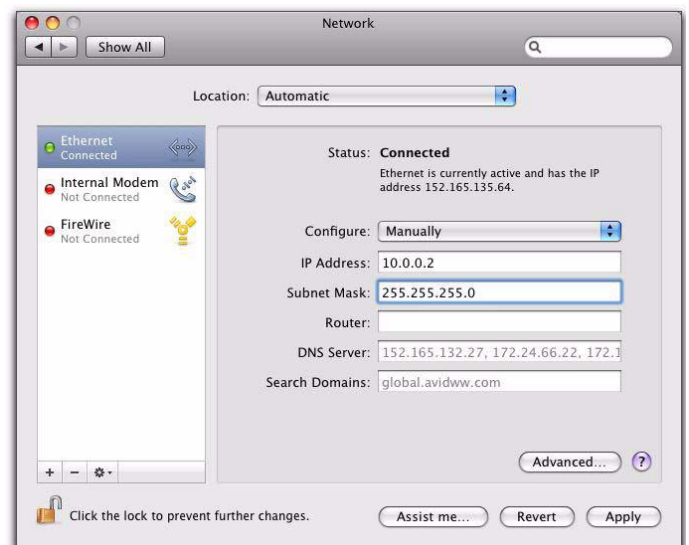 Network
Show All
Location: Automatic
Ethernet
Connected
Internal Modem
Not Connected
FireWire
Not Connected
Status: Connected
Ethernet is currently active and has the IP
address 152.165.135.64.
Configure: Manually
IP Address: 10.0.0.2
Subnet Mask: 255.255.255.0
Router:
DNS Server: 152.165.132.27, 172.24.66.22, 172.1
Search Domains: global.avidww.com
Advanced... ?
+ −
Click the lock to prevent further changes.
Assist me... Revert Apply